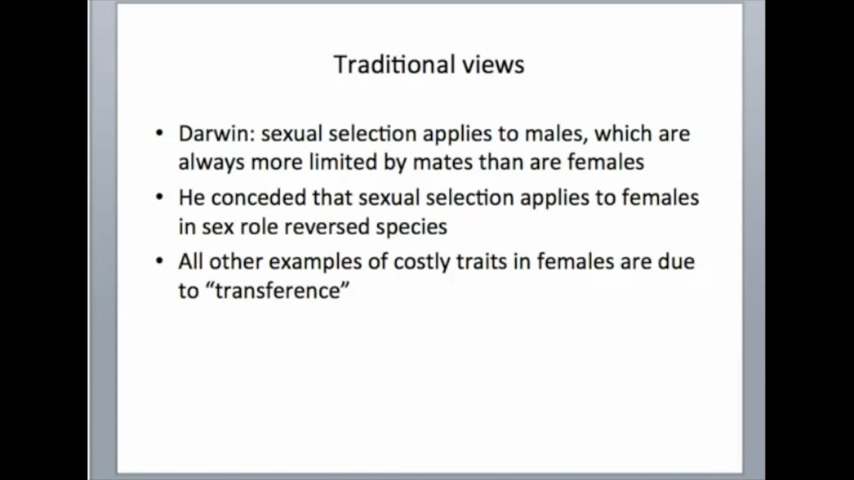 Traditional views
• Darwin: sexual selection applies to males, which are
always more limited by mates than are females
• He conceded that sexual selection applies to females
in sex role reversed species
• All other examples of costly traits in females are due
to “transference”